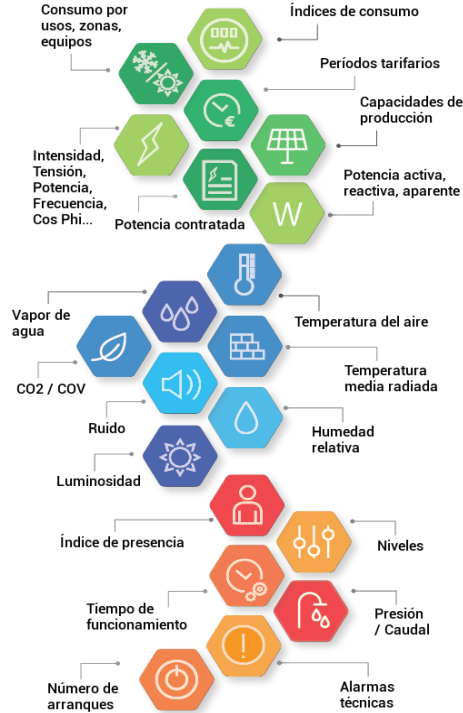 Consumo por
usos, zonas,
equipos
Índices de consumo
Períodos tarifarios
€
Capacidades de
producción
Intensidad,
Tensión,
Potencia,
Frecuencia,
Cos Phi...
Potencia contratada
W
Potencia activa,
reactiva, aparente
Vapor de
agua
Temperatura del aire
CO2 / COV
Temperatura
media radiada
Ruido
Humedad
relativa
Luminosidad
Índice de presencia
Niveles
Tiempo de
funcionamiento
Presión
/ Caudal
Número de
arranques
Alarmas
técnicas